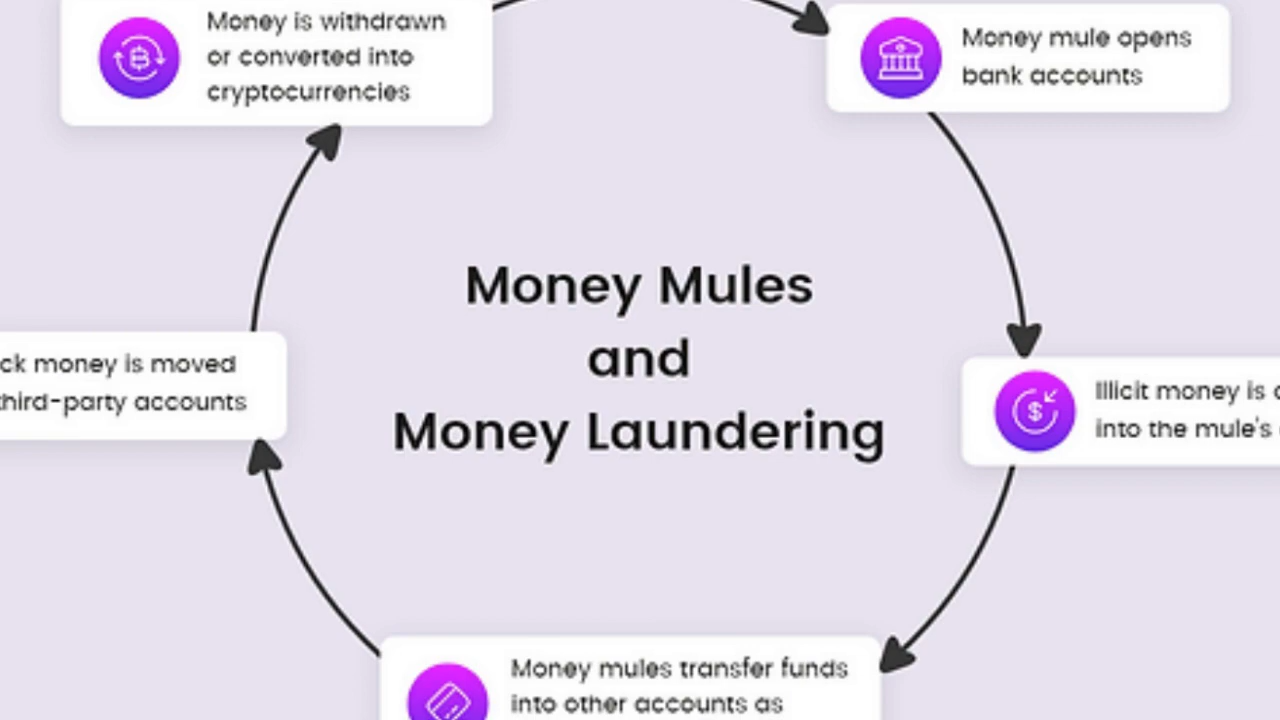 Money is withdrawn
or converted into
cryptocurrencies
Money mule opens
bank accounts
Money Mules
and
Money Laundering
money is moved
third-party accounts
Illicit money is
into the mule's
Money mules transfer funds
into other accounts as